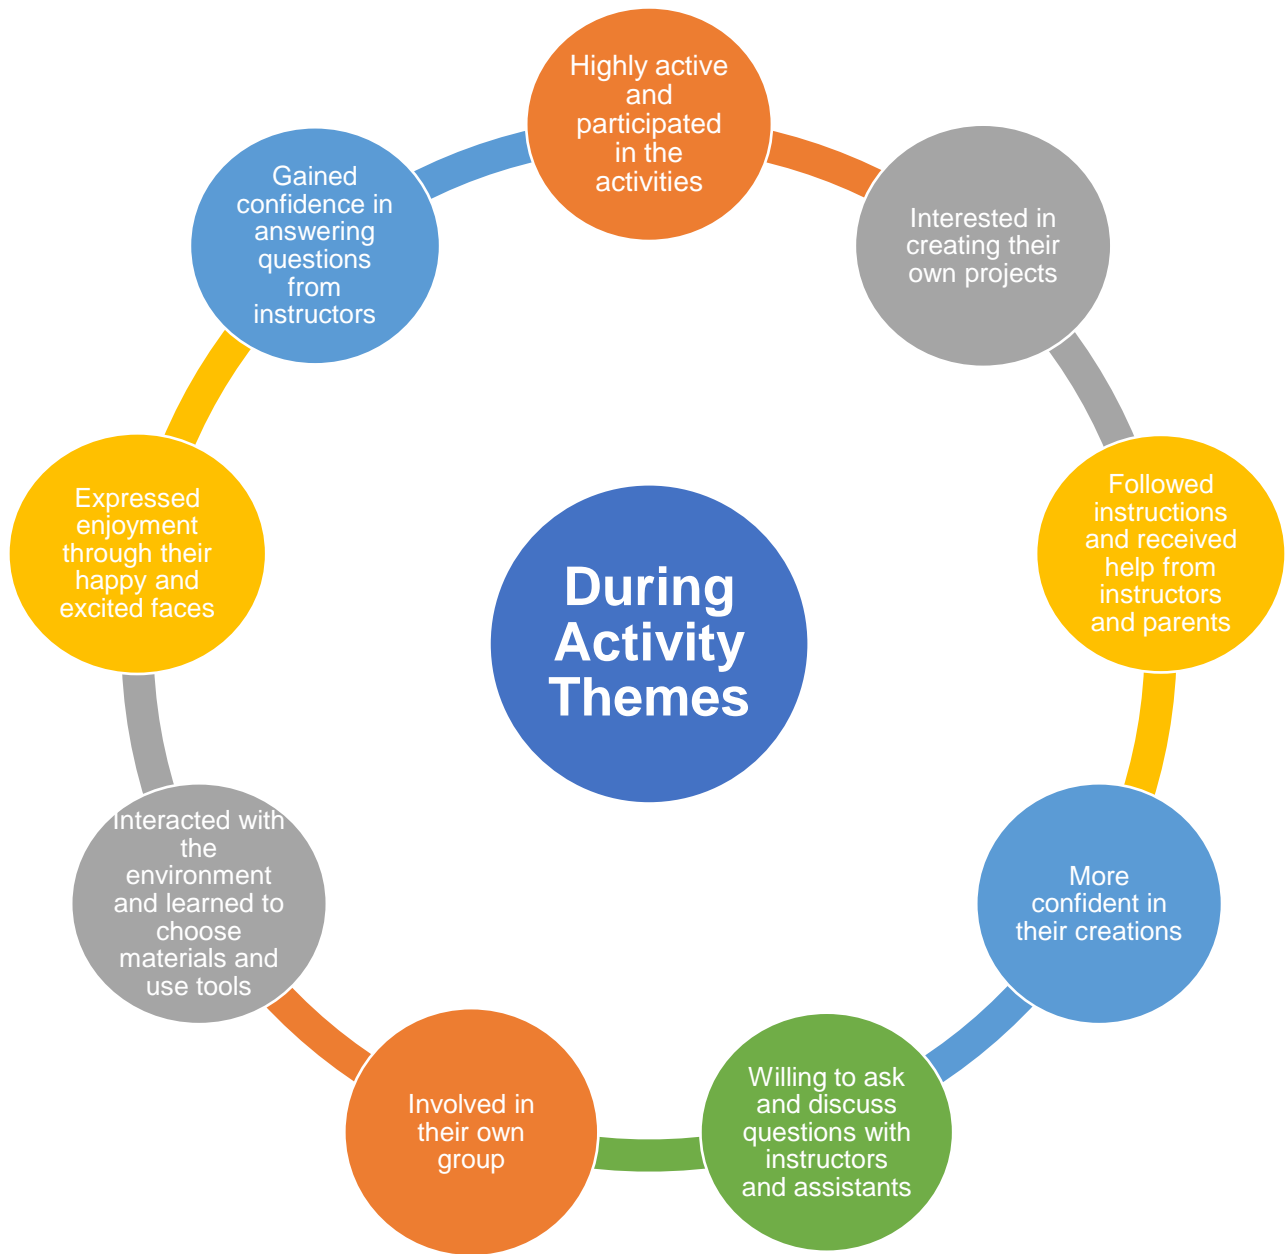 Highly active
and
participated
in the
activities
Interested in
creating their
own projects
Followed
instructions
and received
help from
instructors
and parents
More
confident in
their creations
Willing to ask
and discuss
questions with
instructors
and assistants
Involved in
their own
group
Interacted with
the
environment
and learned to
choose
materials and
use tools
Expressed
enjoyment
through their
happy and
excited faces
Gained
confidence in
answering
questions
from
instructors
During
Activity
Themes